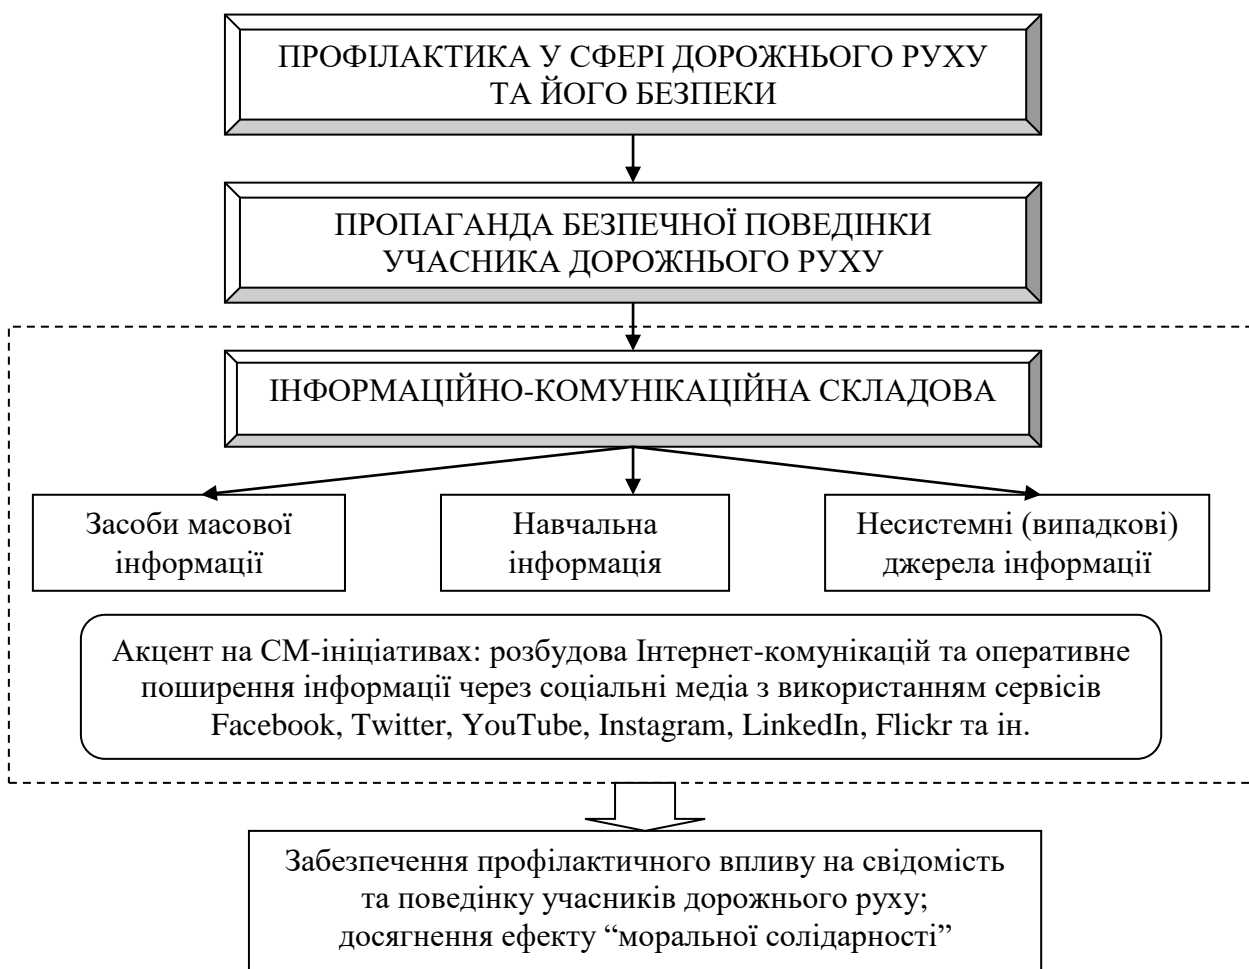 ПРОФІЛАКТИКА У СФЕРІ ДОРОЖНЬОГО РУХУ
ТА ЙОГО БЕЗПЕКИ
ПРОПАГАНДА БЕЗПЕЧНОЇ ПОВЕДІНКИ
УЧАСНИКА ДОРОЖНЬОГО РУХУ
ІНФОРМАЦІЙНО-КОМУНІКАЦІЙНА СКЛАДОВА
Засоби масової
інформації
Навчальна
інформація
Несистемні (випадкові)
джерела інформації
Акцент на СМ-ініціативах: розбудова Інтернет-комунікацій та оперативне
поширення інформації через соціальні медіа з використанням сервісів
Facebook, Twitter, YouTube, Instagram, LinkedIn, Flickr та ін.
Забезпечення профілактичного впливу на свідомість
та поведінку учасників дорожнього руху;
досягнення ефекту “моральної солідарності”